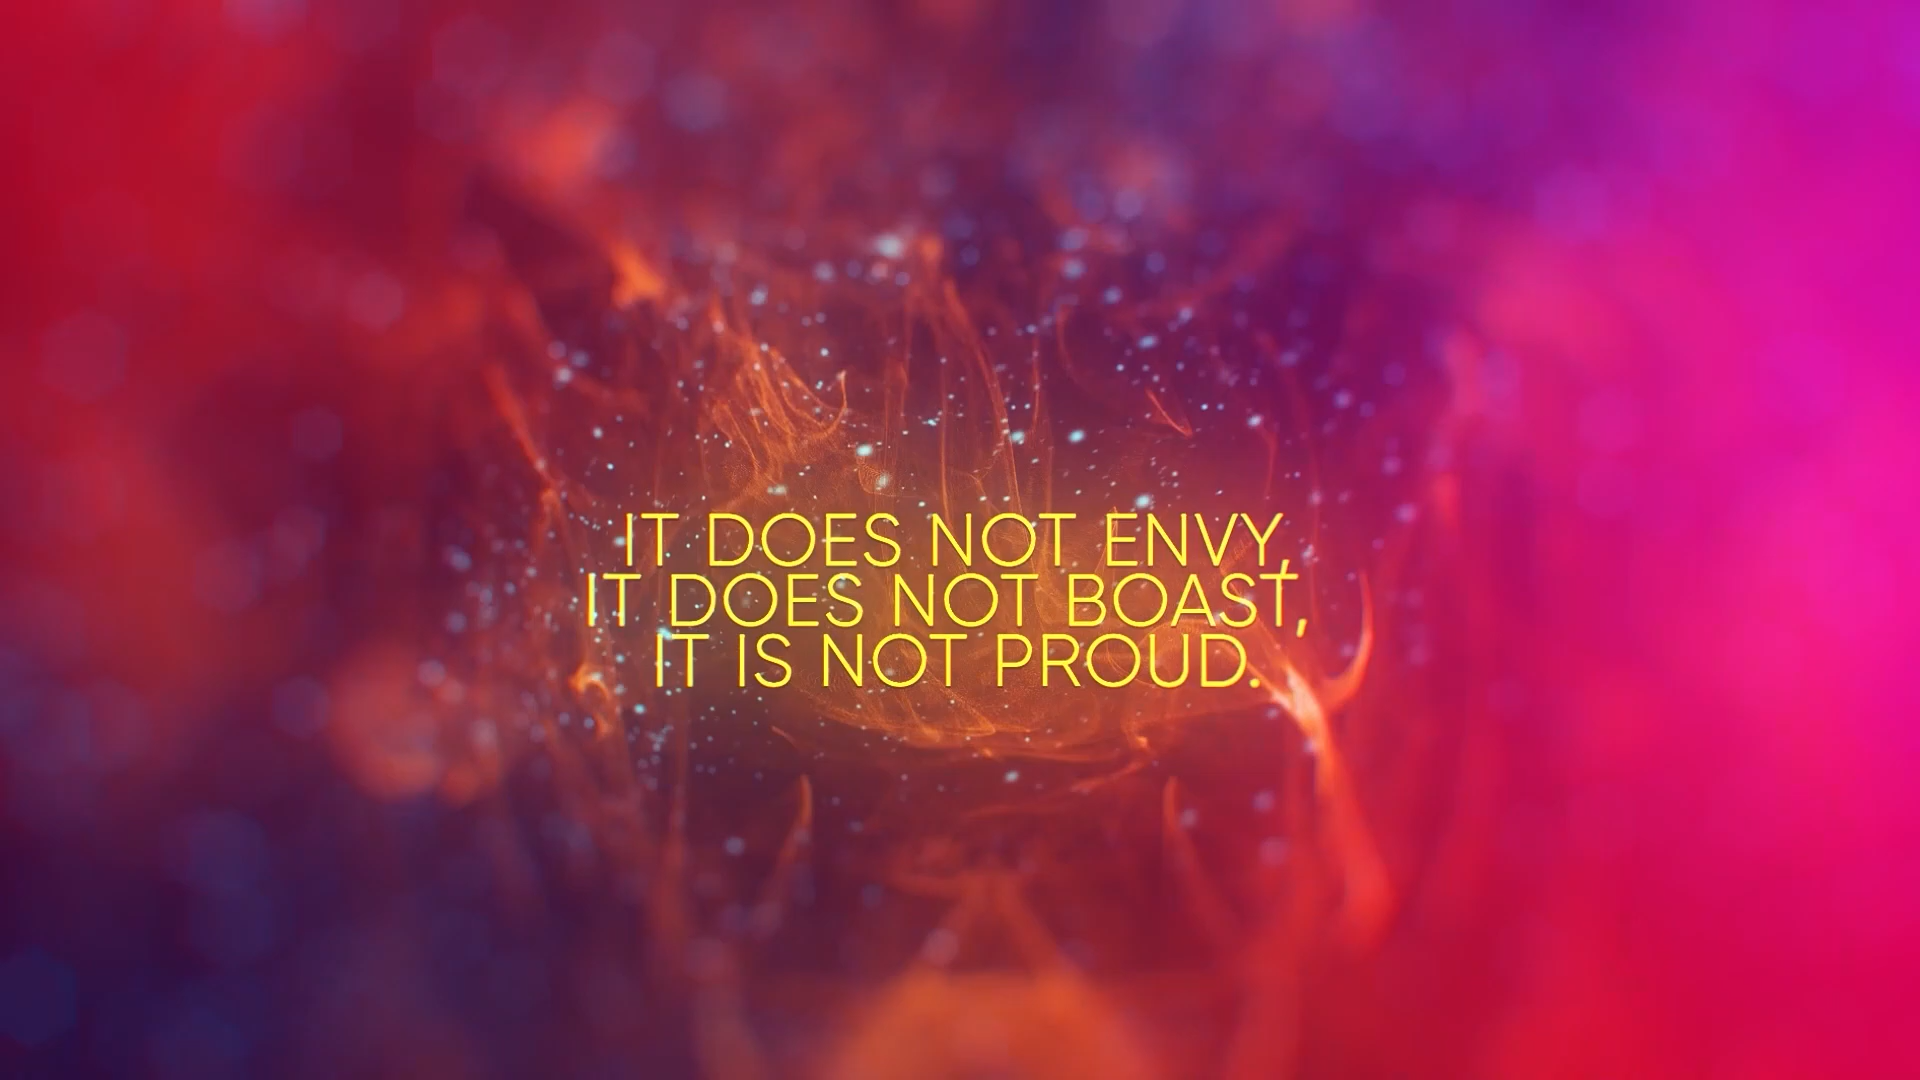 IT DOES NOT ENVY,
IT DOES NOT BOAST,
IT IS NOT PROUD.